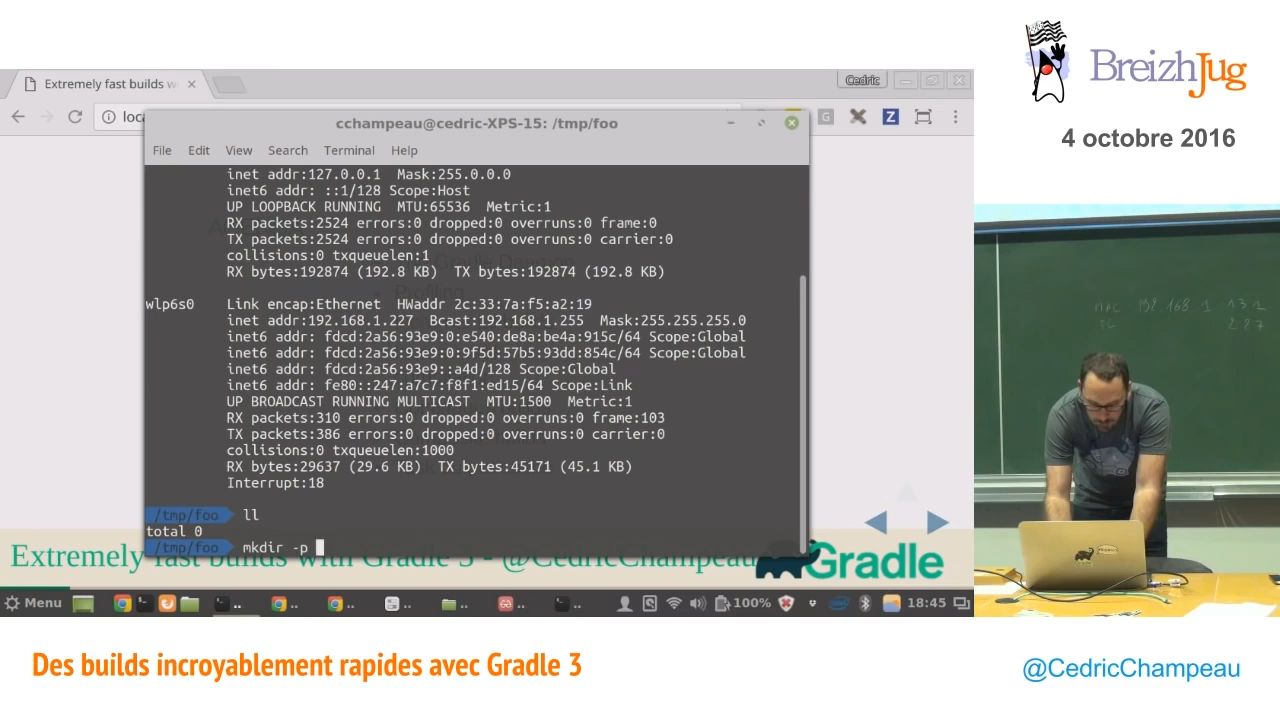 BreizhJug
4 octobre 2016
Extremely fast builds w
Cedric
loca
cchampeau@cedric-XPS-15: /tmp/foo
File Edit View Search Terminal Help
inet addr:127.0.0.1 Mask:255.0.0.0
inet6 addr: ::1/128 Scope:Host
UP LOOPBACK RUNNING MTU:65536 Metric:1
RX packets:2524 errors:0 dropped:0 overruns:0 frame:0
TX packets:2524 errors:0 dropped:0 overruns:0 carrier:0
collisions:0 txqueuelen:1
RX bytes:192874 (192.8 KB) TX bytes:192874 (192.8 KB)
wlp6s0 Link encap:Ethernet HWaddr 2c:33:7a:f5:a2:19
inet addr:192.168.1.227 Bcast:192.168.1.255 Mask:255.255.255.0
inet6 addr: fdcd:2a56:93e9:0:e540:de8a:be4a:915c/64 Scope:Global
inet6 addr: fdcd:2a56:93e9:0:9f5d:57b5:93dd:854c/64 Scope:Global
inet6 addr: fdcd:2a56:93e9::a4d/128 Scope:Global
inet6 addr: fe80::247:a7c7:f8f1:ed15/64 Scope:Link
UP BROADCAST RUNNING MULTICAST MTU:1500 Metric:1
RX packets:310 errors:0 dropped:0 overruns:0 frame:103
TX packets:386 errors:0 dropped:0 overruns:0 carrier:0
collisions:0 txqueuelen:1000
RX bytes:29637 (29.6 KB) TX bytes:45171 (45.1 KB)
Interrupt:18
/tmp/foo ll
total 0
/tmp/foo mkdir -p
Extremely fast builds with Gradle 3 - @CedricChampeau
Gradle
Menu
100%
18:45
192 168 1 131
227
Des builds incroyablement rapides avec Gradle 3
@CedricChampeau